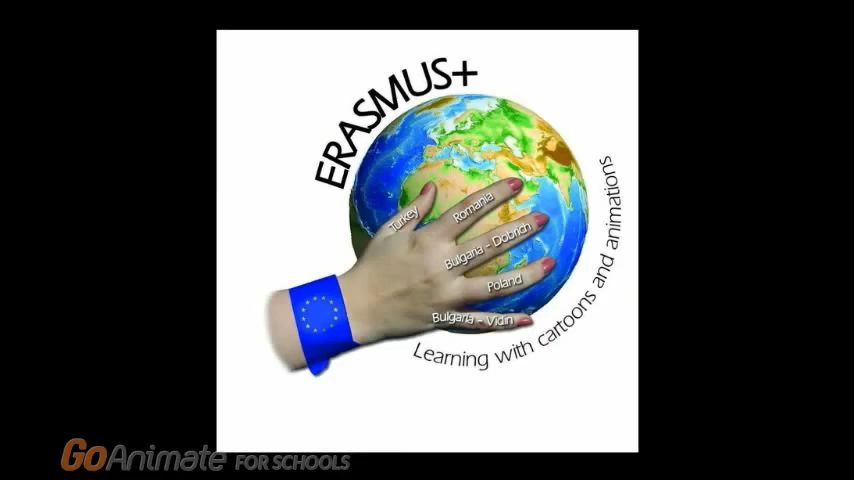 ERASMUS+
Turkey
Romania
Bulgaria - Dobrich
Poland
Bulgaria - Vidin
Learning with cartoons and animations
GoAnimate FOR SCHOOLS